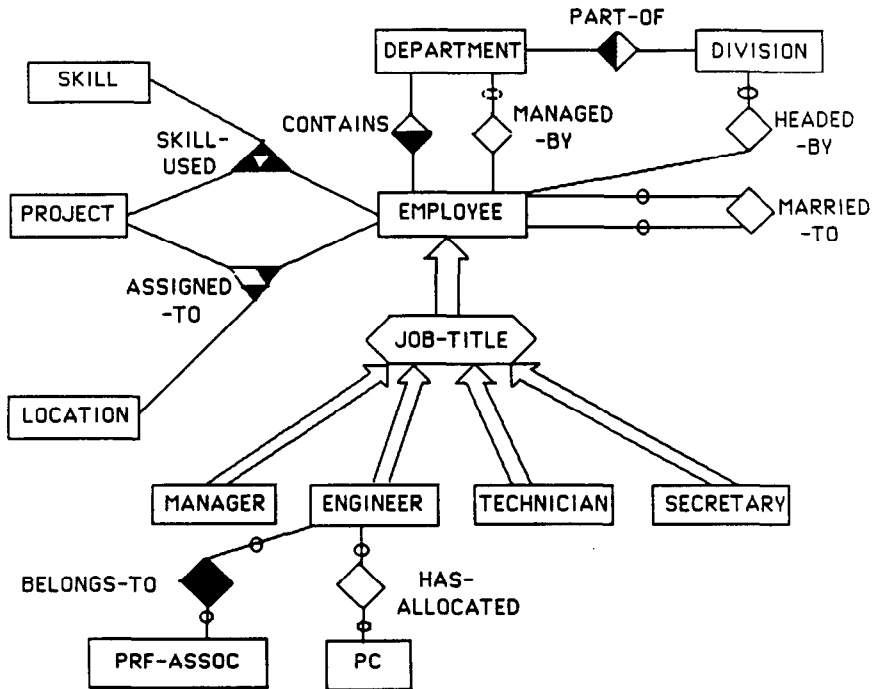 PART-OF
DEPARTMENT
DIVISION
SKILL
CONTAINS
MANAGED
-BY
HEADED
-BY
SKILL-
USED
PROJECT
EMPLOYEE
MARRIED
-TO
ASSIGNED
-TO
JOB-TITLE
LOCATION
MANAGER
ENGINEER
TECHNICIAN
SECRETARY
BELONGS-TO
HAS-
ALLOCATED
PRF-ASSOC
PC